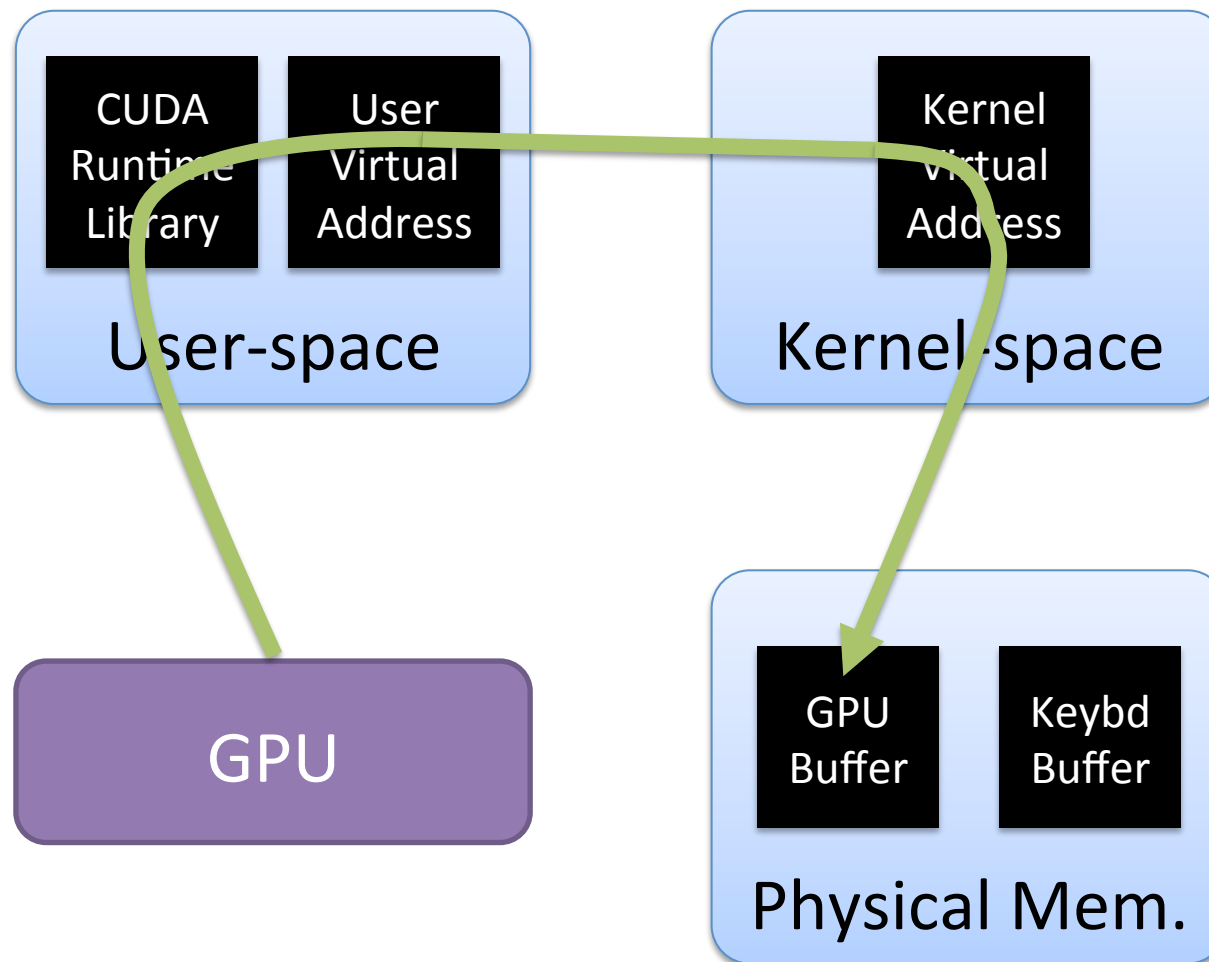 CUDA
Runtime
Library
User
Virtual
Address
User-space
Kernel
Virtual
Address
Kernel-space
GPU
GPU
Buffer
Keybd
Buffer
Physical Mem.